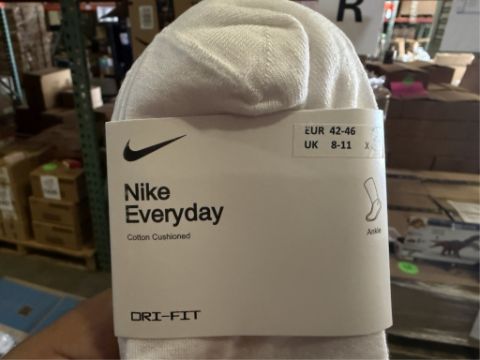 R
EUR 42-46
UK 8-11 x
Nike
Everyday
Cotton Cushioned
Ankle
DRI-FIT